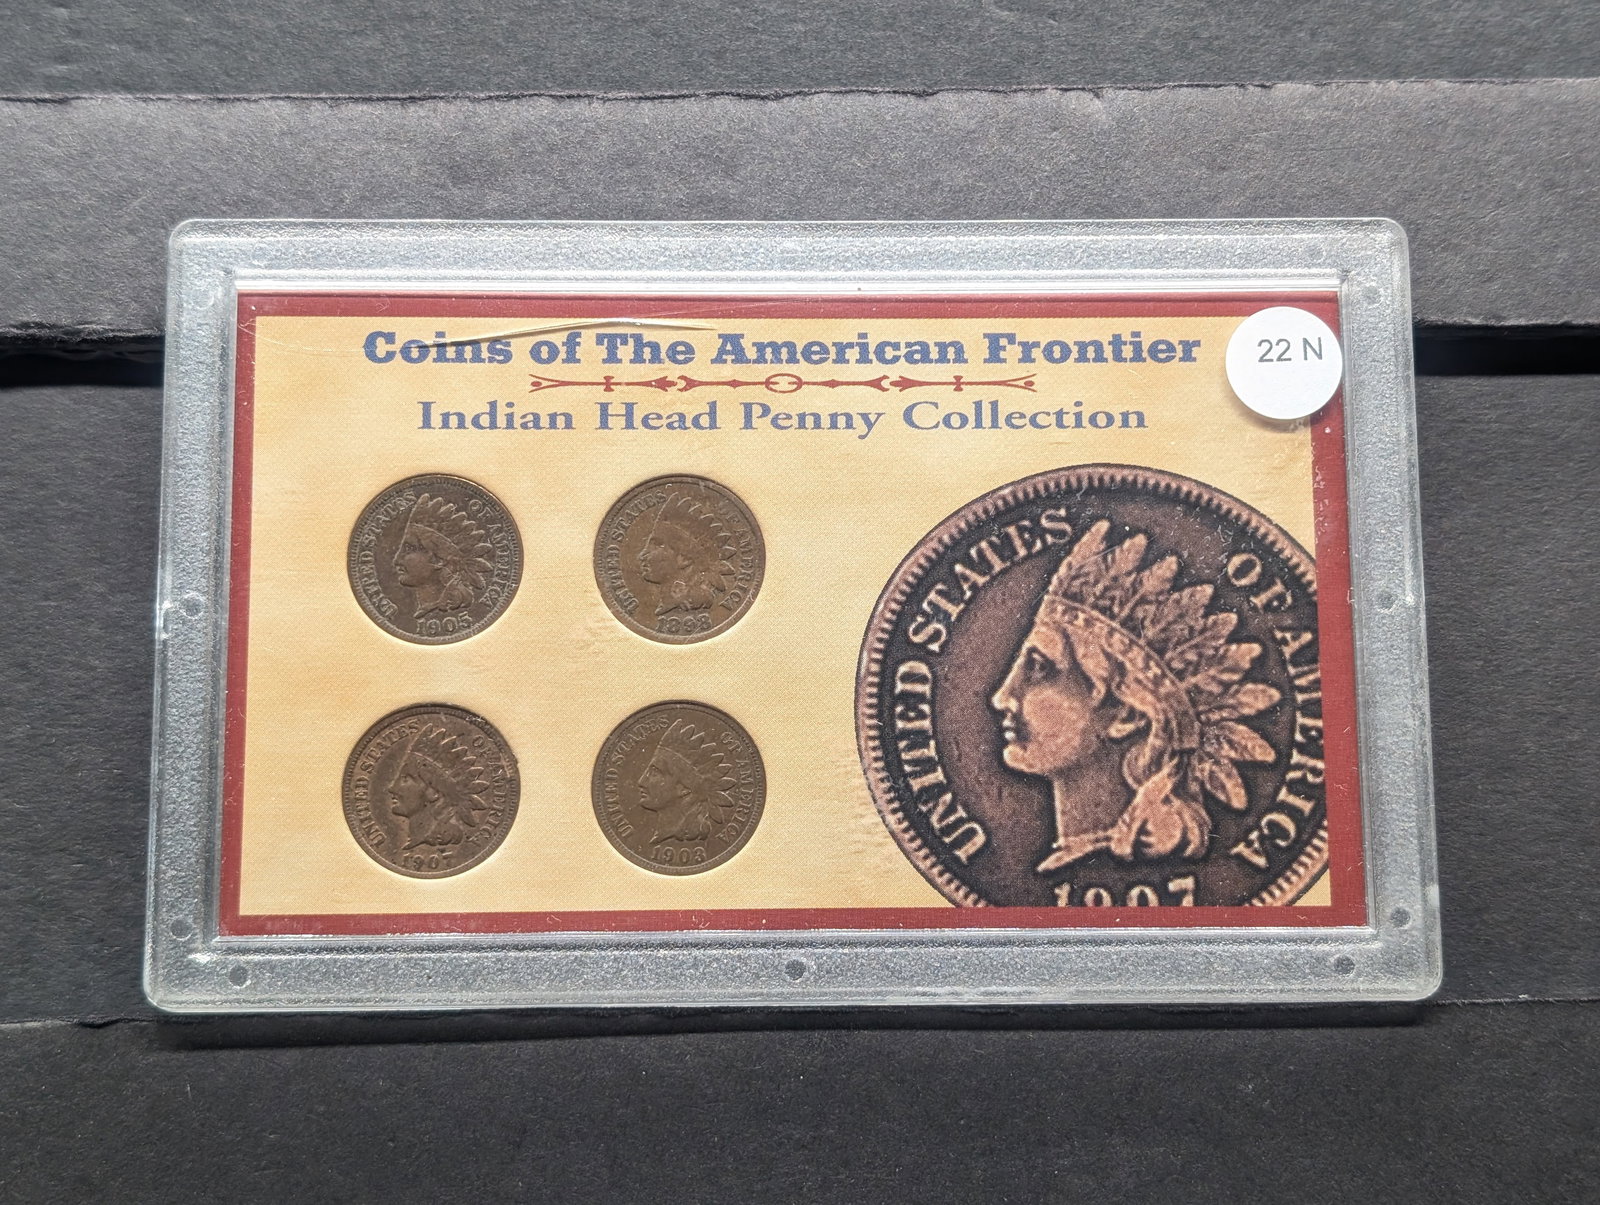 Coins of The American Frontier
22 N
Indian Head Penny Collection
UNITED STATES OF AMERICA
1905
UNITED STATES OF AMERICA
UNITED STATES OF AMERICA
1907
UNITED STATES OF AMERICA
1903
UNITED STATES OF AMERICA
1907